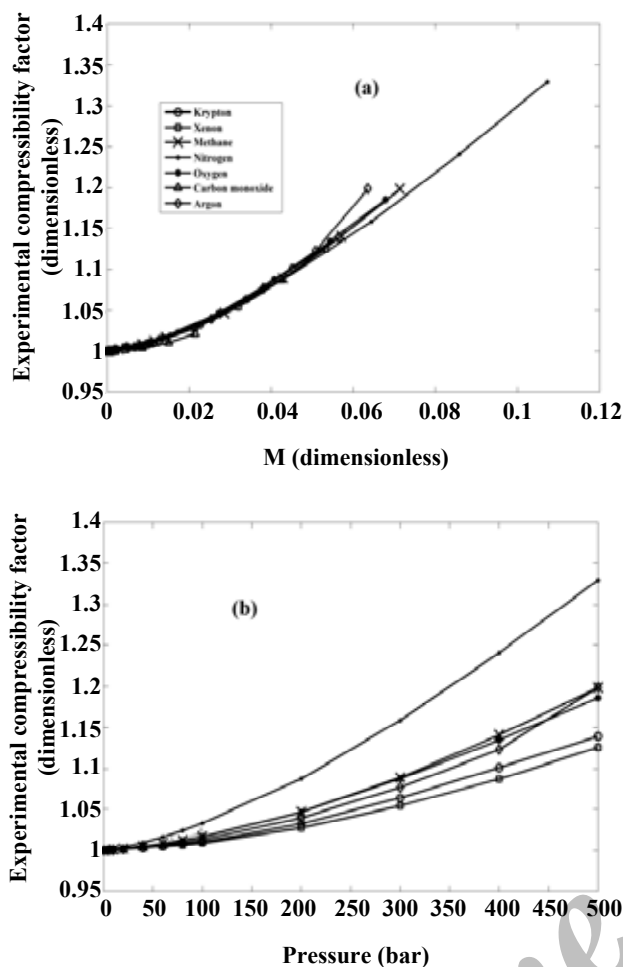 1.4
1.35
1.3
1.25
1.2
1.15
1.1
1.05
1
0.95
Experimental compressibility factor
(dimensionless)
(a)
Krypton
Xenon
Methane
Nitrogen
Oxygen
Carbon monoxide
Argon
0 0.02 0.04 0.06 0.08 0.1 0.12
M (dimensionless)
1.4
1.35
1.3
1.25
1.2
1.15
1.1
1.05
1
0.95
Experimental compressibility factor
(dimensionless)
(b)
0 50 100 150 200 250 300 350 400 450 500
Pressure (bar)